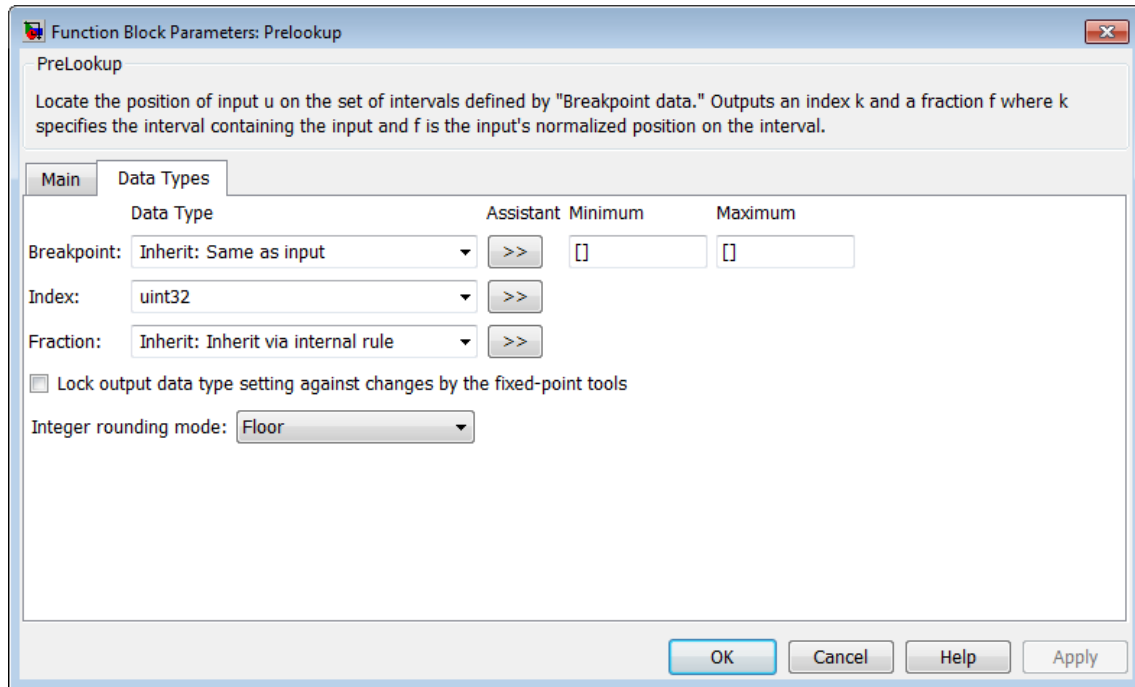 Function Block Parameters: Prelookup
PreLookup
Locate the position of input u on the set of intervals defined by "Breakpoint data." Outputs an index k and a fraction f where k
specifies the interval containing the input and f is the input's normalized position on the interval.
Main Data Types
Data Type Assistant Minimum Maximum
Breakpoint: Inherit: Same as input >> [] []
Index: uint32 >>
Fraction: Inherit: Inherit via internal rule >>
Lock output data type setting against changes by the fixed-point tools
Integer rounding mode: Floor
OK Cancel Help Apply